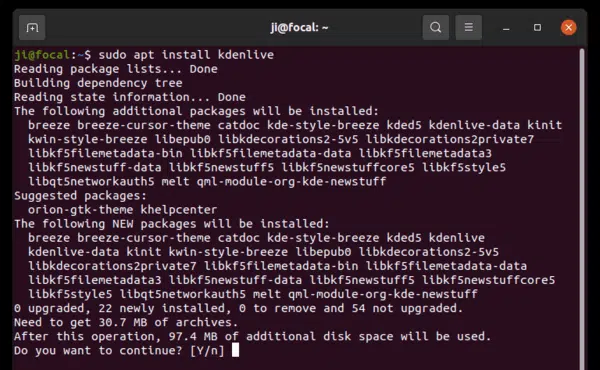 ji@focal: ~
ji@focal:~$ sudo apt install kdenlive
Reading package lists... Done
Building dependency tree
Reading state information... Done
The following additional packages will be installed:
  breeze breeze-cursor-theme catdoc kde-style-breeze kded5 kdenlive-data kinit
  kwin-style-breeze libepub0 libkdecorations2-5v5 libkdecorations2private7
  libkf5filemetadata-bin libkf5filemetadata-data libkf5filemetadata3
  libkf5newstuff-data libkf5newstuff5 libkf5newstuffcore5 libkf5style5
  libqt5networkauth5 melt qml-module-org-kde-newstuff
Suggested packages:
  orion-gtk-theme khelpcenter
The following NEW packages will be installed:
  breeze breeze-cursor-theme catdoc kde-style-breeze kded5 kdenlive
  kdenlive-data kinit kwin-style-breeze libepub0 libkdecorations2-5v5
  libkdecorations2private7 libkf5filemetadata-bin libkf5filemetadata-data
  libkf5filemetadata3 libkf5newstuff-data libkf5newstuff5 libkf5newstuffcore5
  libkf5style5 libqt5networkauth5 melt qml-module-org-kde-newstuff
0 upgraded, 22 newly installed, 0 to remove and 54 not upgraded.
Need to get 30.7 MB of archives.
After this operation, 97.4 MB of additional disk space will be used.
Do you want to continue? [Y/n]